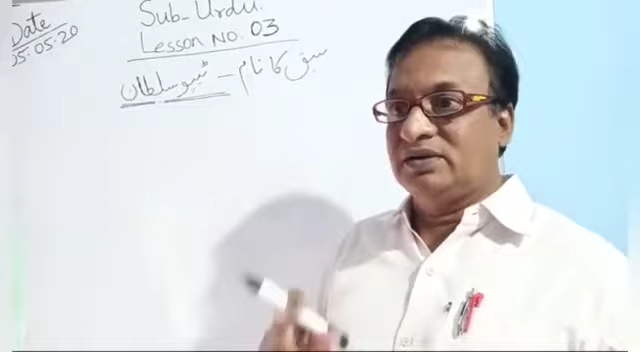 Date
05.05.20
Sub-Urdu.
Lesson No. 03
سبق کا نام - ٹیپو سلطان